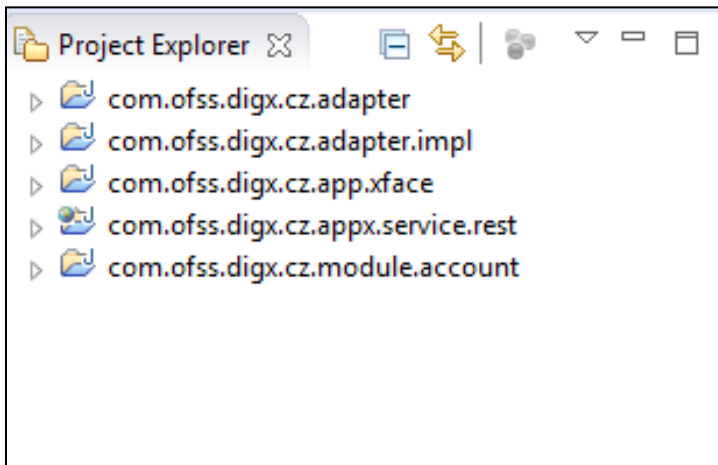 Project Explorer
com.ofss.digx.cz.adapter
com.ofss.digx.cz.adapter.impl
com.ofss.digx.cz.app.xface
com.ofss.digx.cz.appx.service.rest
com.ofss.digx.cz.module.account